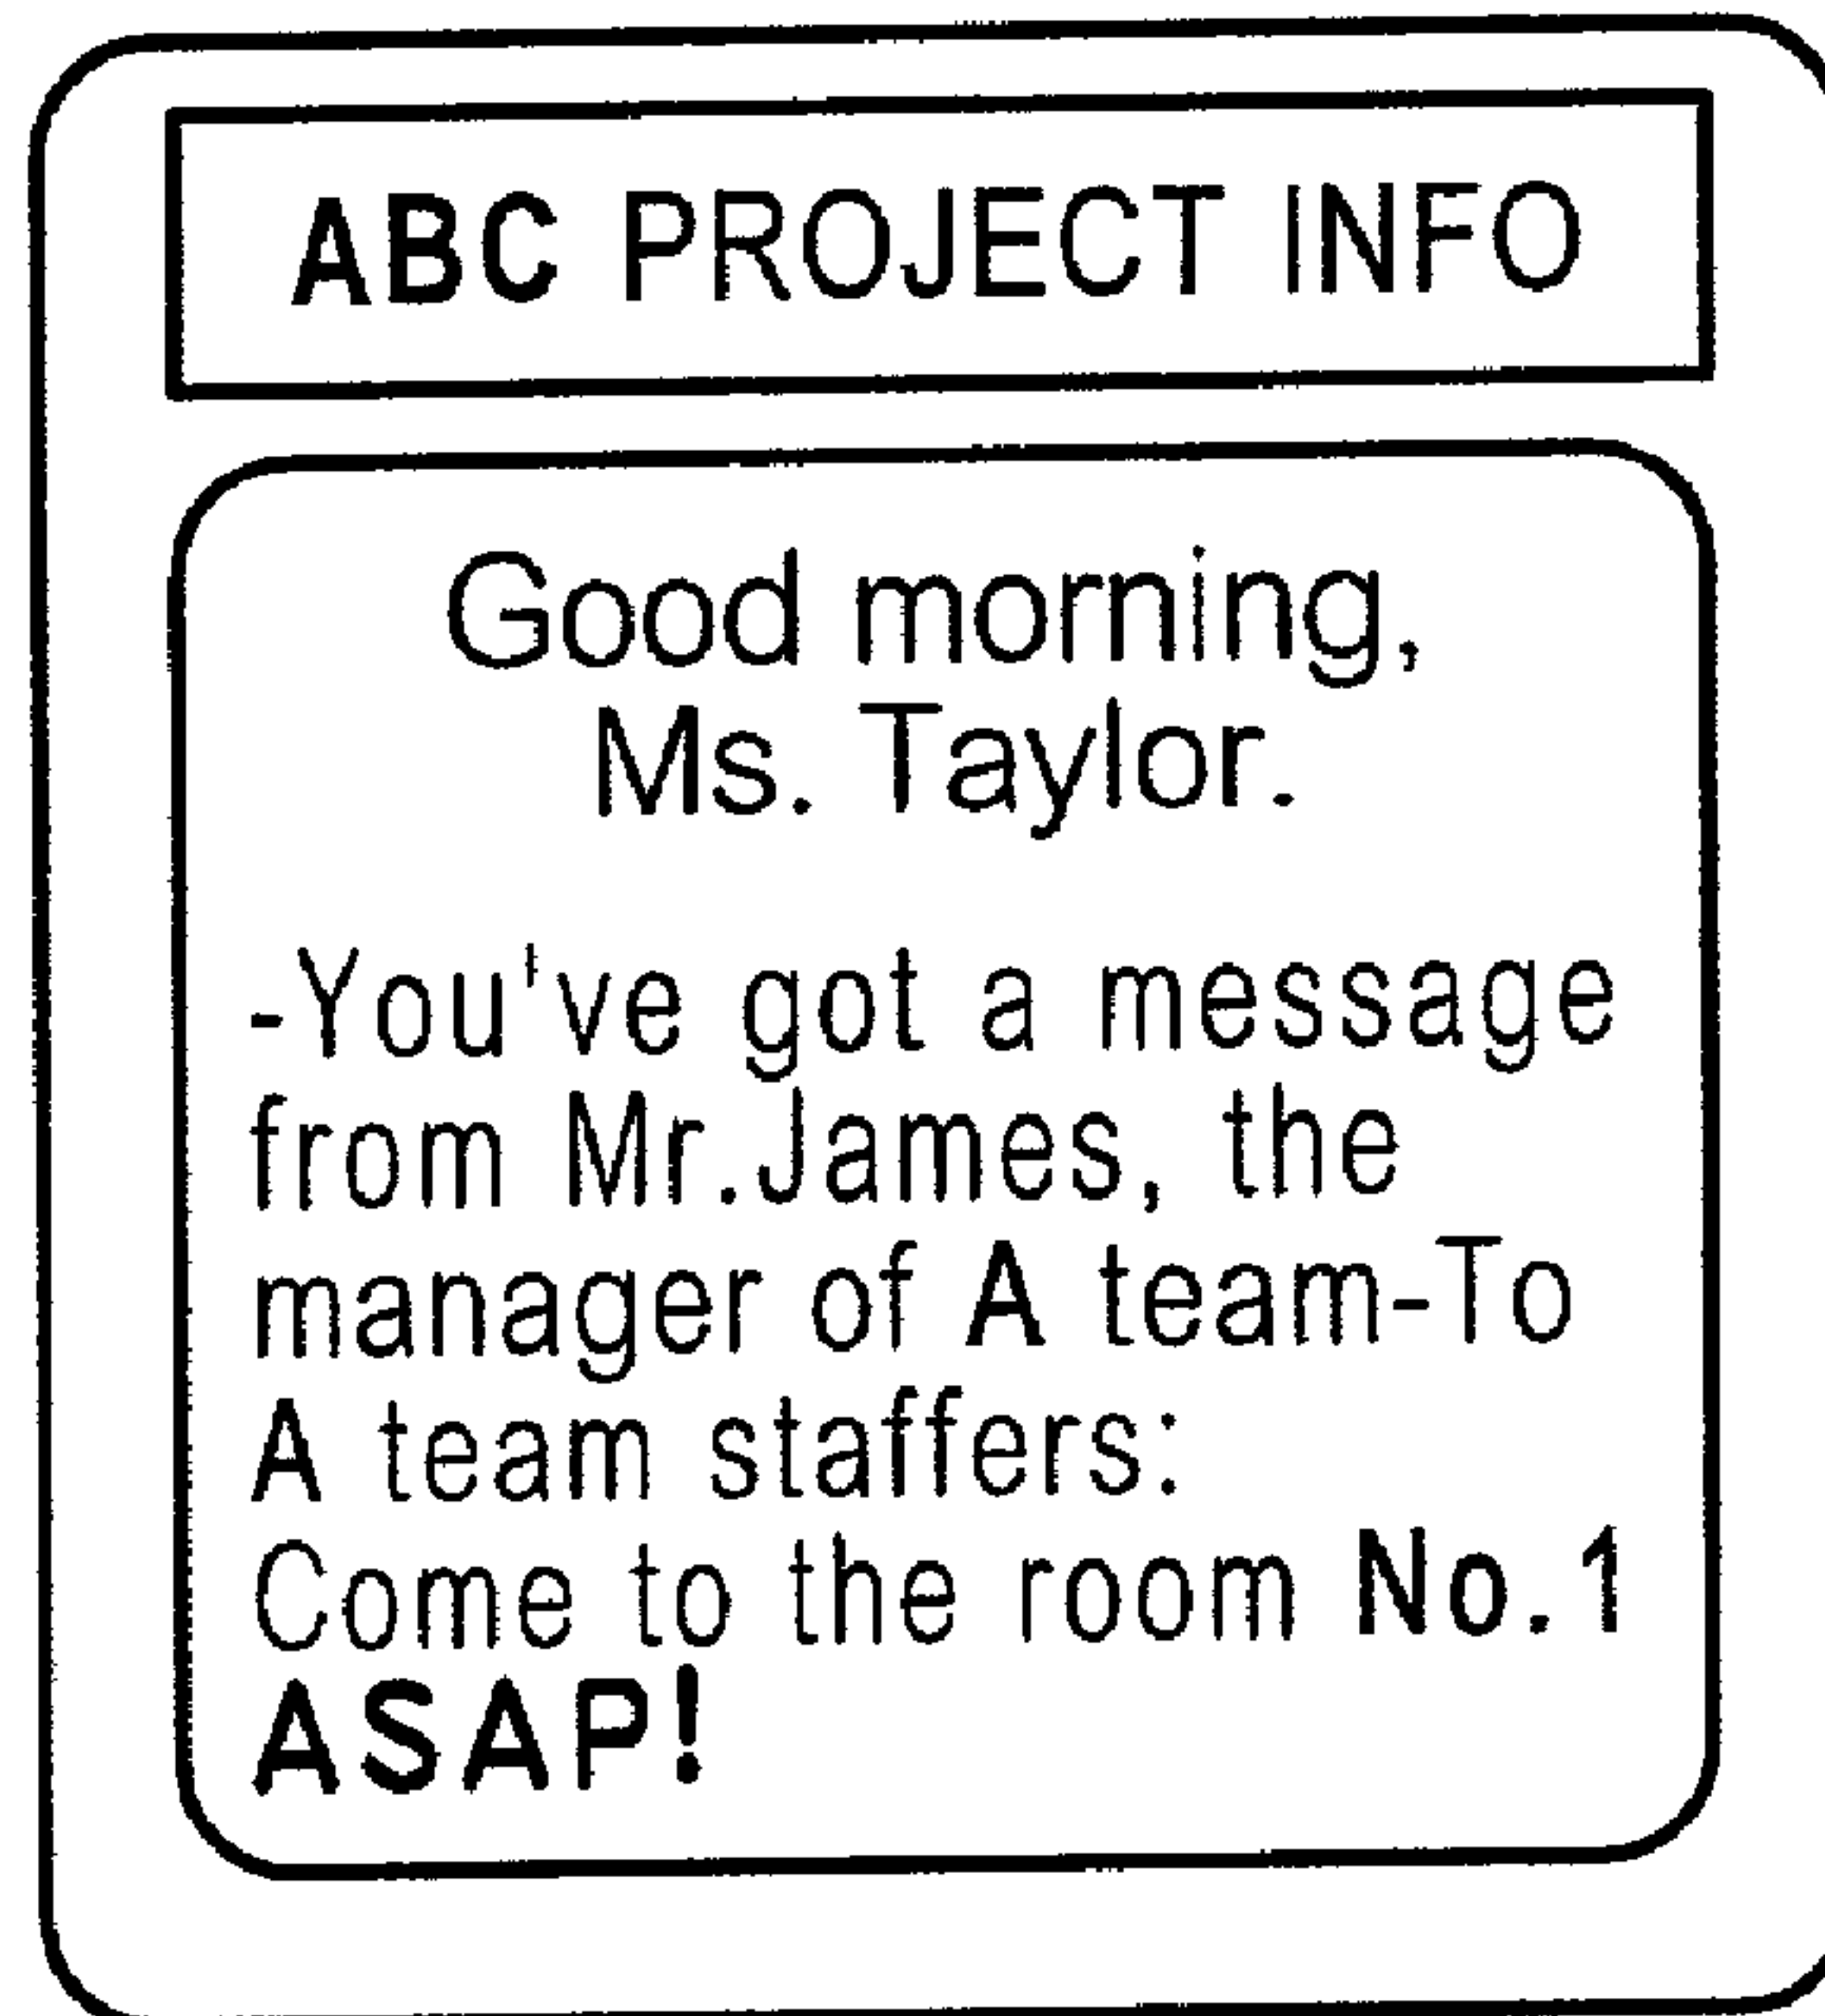 ABC PROJECT INFO
Good morning,
Ms. Taylor.
-You've got a message
from Mr.James, the
manager of A team-To
A team staffers:
Come to the room No.1
ASAP!